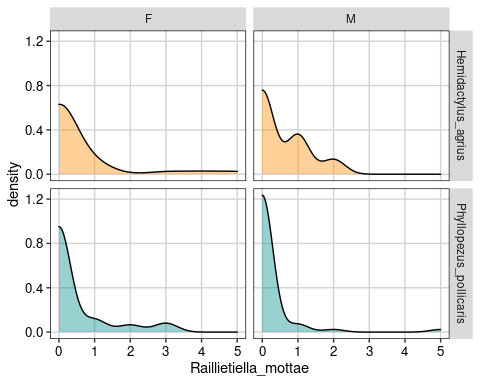 F M
1.2
0.8
0.4
0.0
Hemidactylus_agrius
density
1.2
0.8
0.4
0.0
Phyllopezus_pollicaris
0 1 2 3 4 5 0 1 2 3 4 5
Raillietiella_mottae